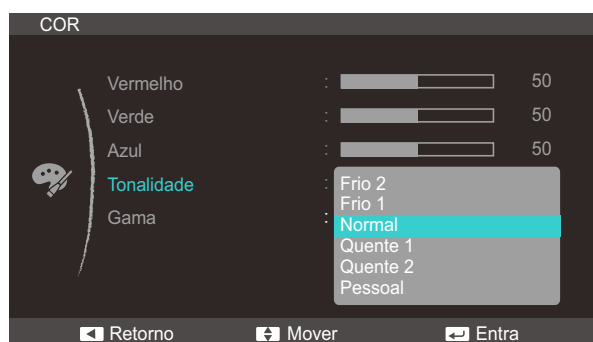 COR
Vermelho : 50
Verde : 50
Azul : 50
Tonalidade : Frio 2
Frio 1
Gama : Normal
Quente 1
Quente 2
Pessoal
Retorno Mover Entra